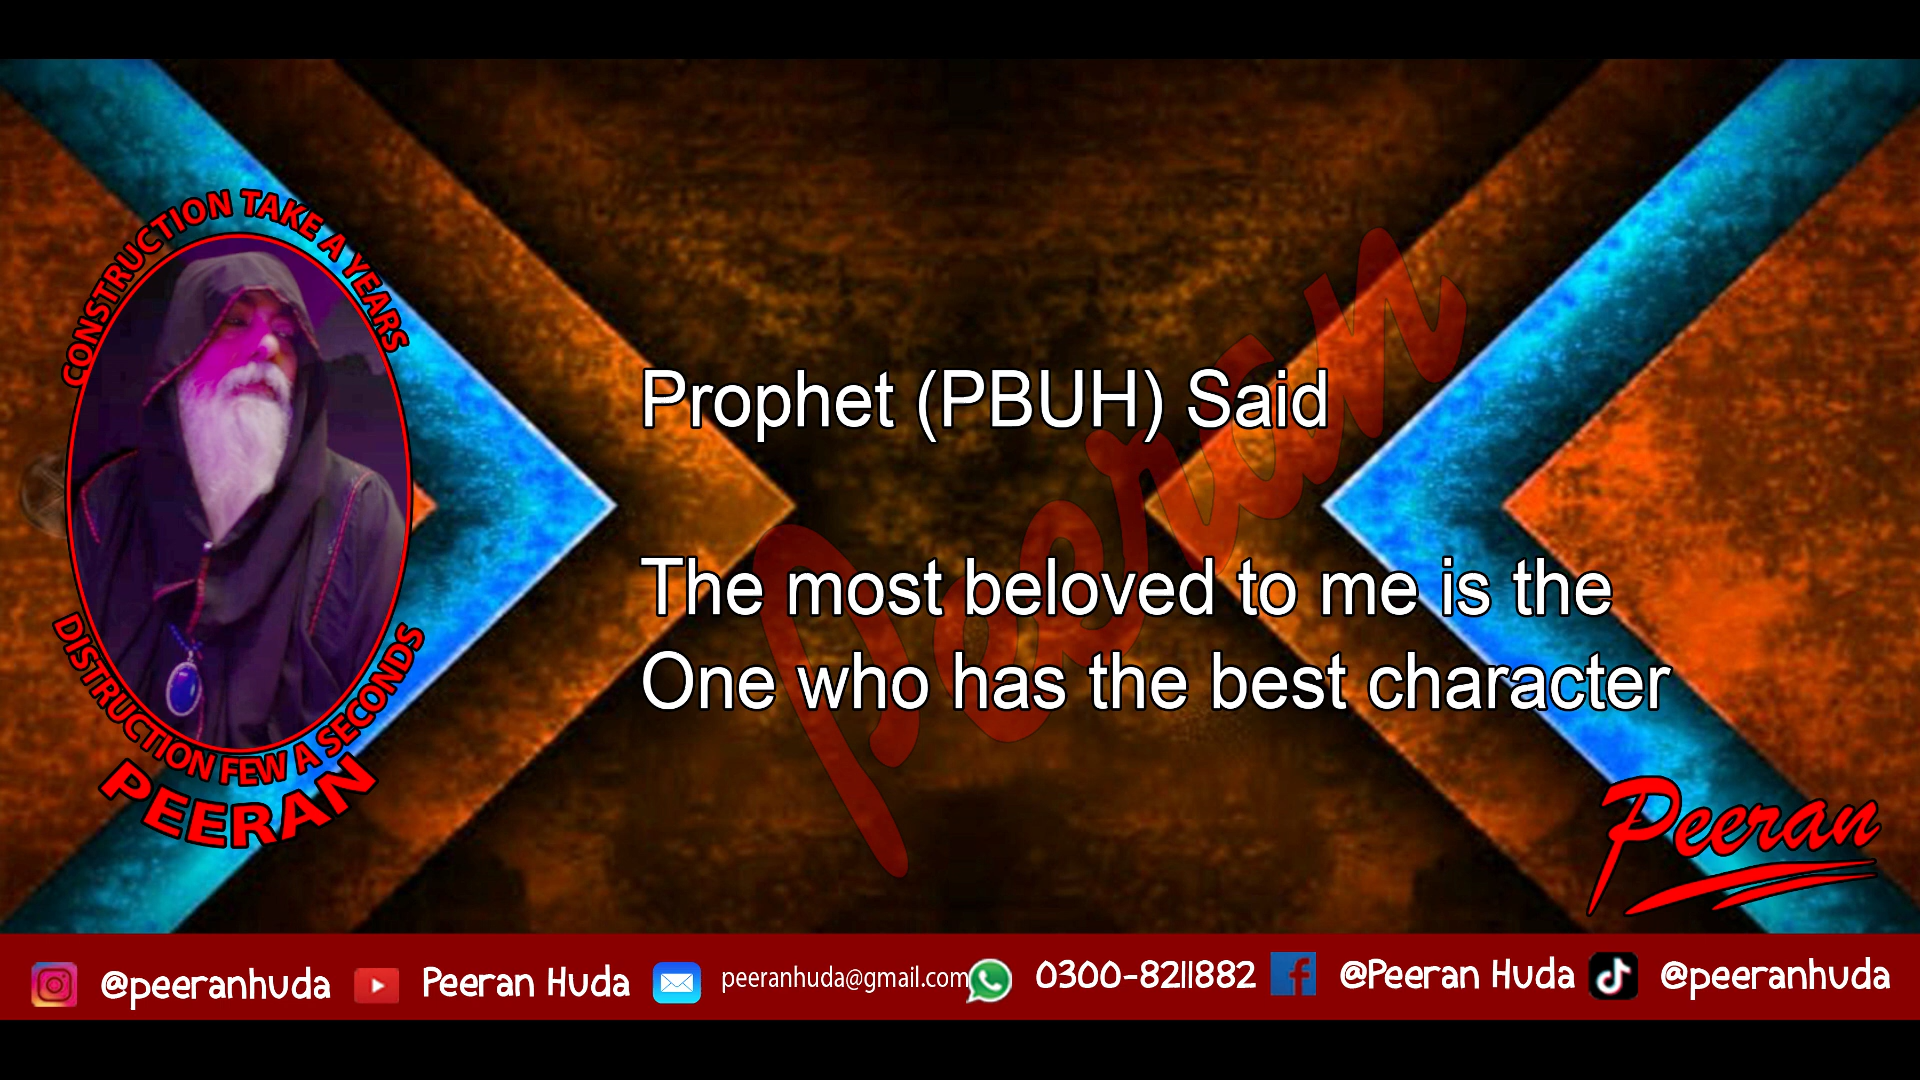 CONSTRUCTION TAKE A YEARS
DISTRUCTION FEW A SECONDS
PEERAN
Prophet (PBUH) Said
The most beloved to me is the
One who has the best character
Peeran
Peeran
@peeranhuda Peeran Huda peeranhuda@gmail.com 0300-8211882 @Peeran Huda @peeranhuda